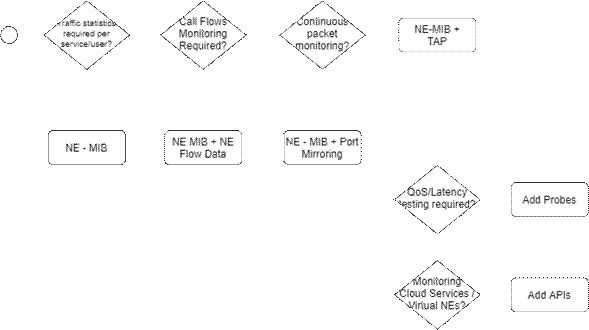 Traffic statistics
required per
service/user?
Call Flows
Monitoring
Required?
Continuous
packet
monitoring?
NE-MIB +
TAP
NE - MIB
NE MIB + NE
Flow Data
NE - MIB + Port
Mirroring
QoS/Latency
testing required?
Add Probes
Monitoring
Cloud Services /
Virtual NEs?
Add APIs